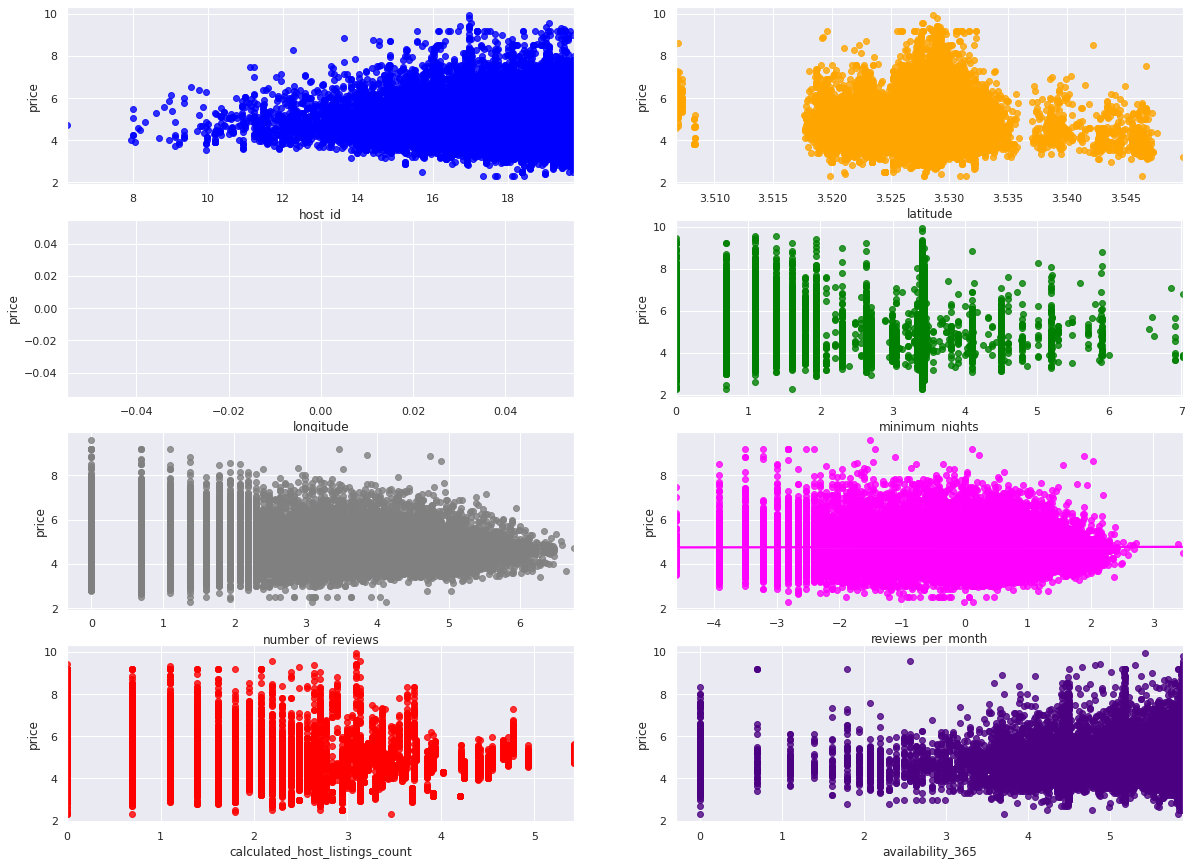 10
8
6
4
2
price
8 10 12 14 16 18
host_id
10
8
6
4
2
price
3.510 3.515 3.520 3.525 3.530 3.535 3.540 3.545
latitude
0.04
0.02
0.00
−0.02
−0.04
price
−0.04 −0.02 0.00 0.02 0.04
longitude
10
8
6
4
2
price
0 1 2 3 4 5 6 7
minimum_nights
8
6
4
2
price
0 1 2 3 4 5 6
number_of_reviews
8
6
4
2
price
−4 −3 −2 −1 0 1 2 3
reviews_per_month
10
8
6
4
2
price
0 1 2 3 4 5
calculated_host_listings_count
10
8
6
4
2
price
0 1 2 3 4 5
availability_365